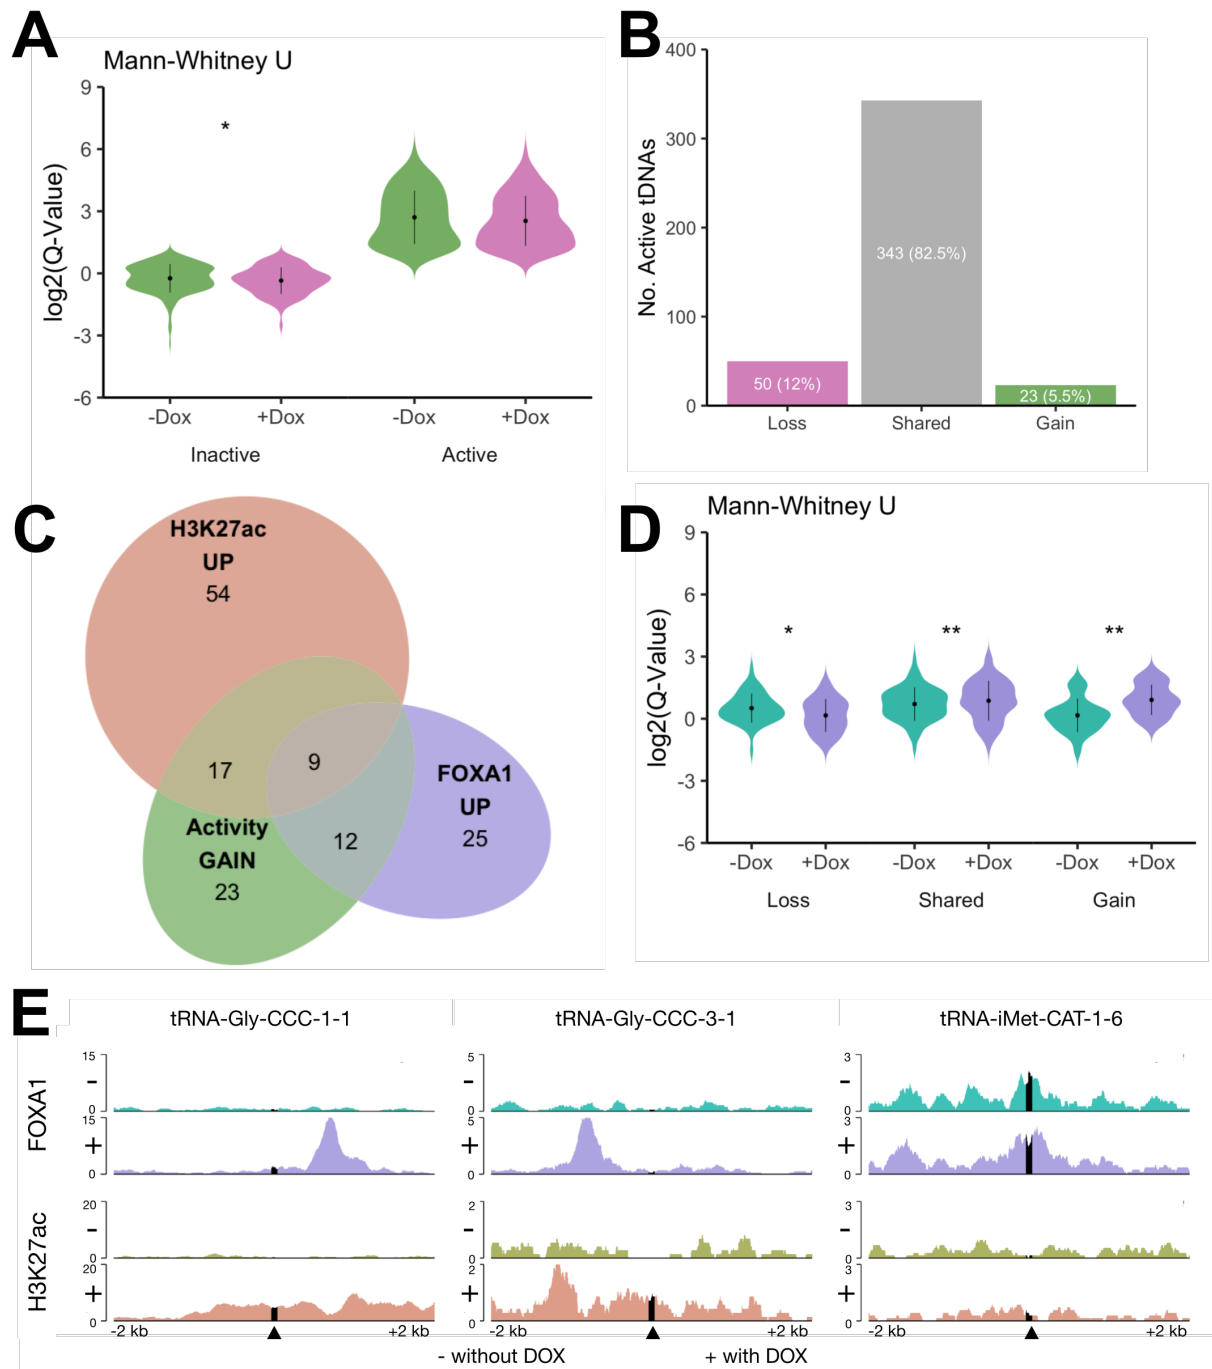 A
Mann-Whitney U
log2(Q-Value)
9
6
3
0
-3
-6
*
-Dox +Dox -Dox +Dox
Inactive Active
B
No. Active tDNAs
400
300
200
100
0
50 (12%)
343 (82.5%)
23 (5.5%)
Loss Shared Gain
C
H3K27ac
UP
54
17
9
12
FOXA1
UP
25
Activity
GAIN
23
D
Mann-Whitney U
log2(Q-Value)
9
6
3
0
-3
-6
* ** **
-Dox +Dox -Dox +Dox -Dox +Dox
Loss Shared Gain
E
tRNA-Gly-CCC-1-1 tRNA-Gly-CCC-3-1 tRNA-iMet-CAT-1-6
FOXA1
15 5 3
- - -
0 0 0
15 5 3
+ + +
0 0 0
H3K27ac
20 2 3
- - -
0 0 0
20 2 3
+ + +
0 0 0
-2 kb +2 kb -2 kb +2 kb -2 kb +2 kb
- without DOX + with DOX